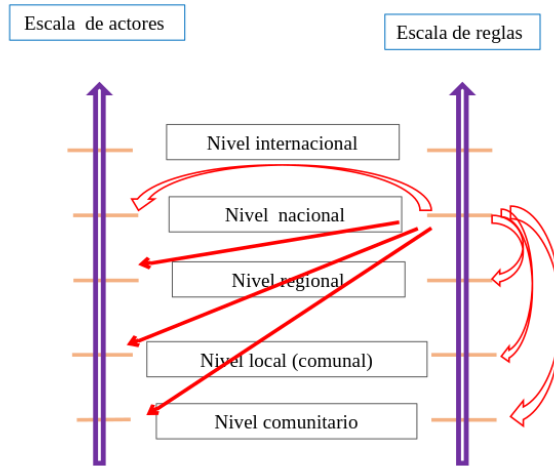 Escala de actores
Escala de reglas
Nivel internacional
Nivel nacional
Nivel regional
Nivel local (comunal)
Nivel comunitario